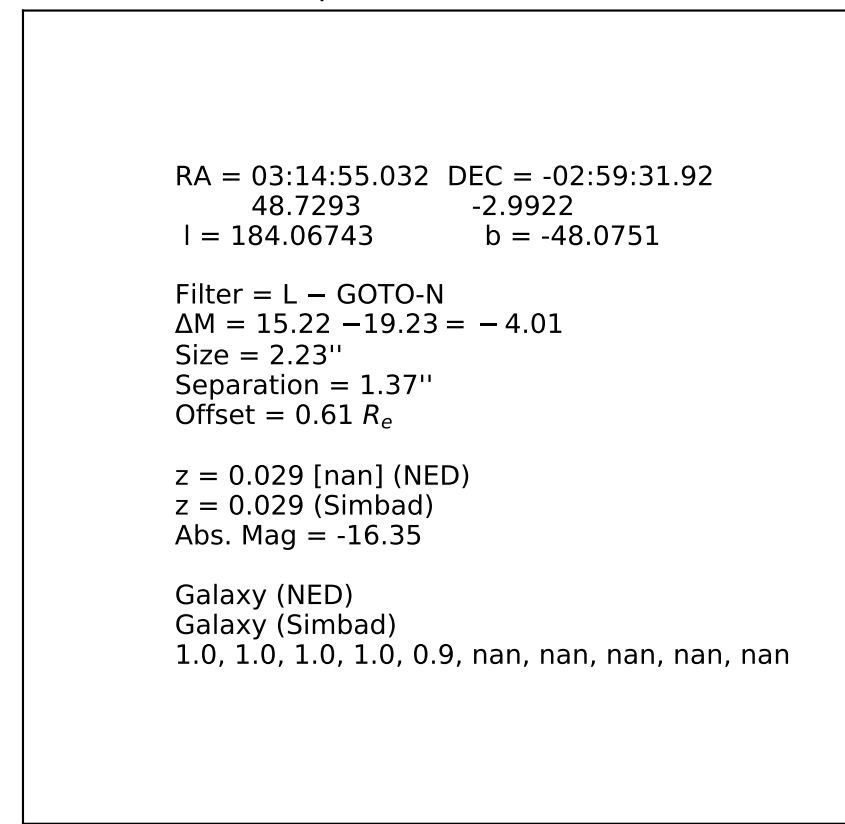 RA = 03:14:55.032 DEC = -02:59:31.92
48.7293 -2.9922
l = 184.06743 b = -48.0751
Filter = L − GOTO-N
ΔM = 15.22 −19.23 = − 4.01
Size = 2.23''
Separation = 1.37''
Offset = 0.61 Re
z = 0.029 [nan] (NED)
z = 0.029 (Simbad)
Abs. Mag = -16.35
Galaxy (NED)
Galaxy (Simbad)
1.0, 1.0, 1.0, 1.0, 0.9, nan, nan, nan, nan, nan